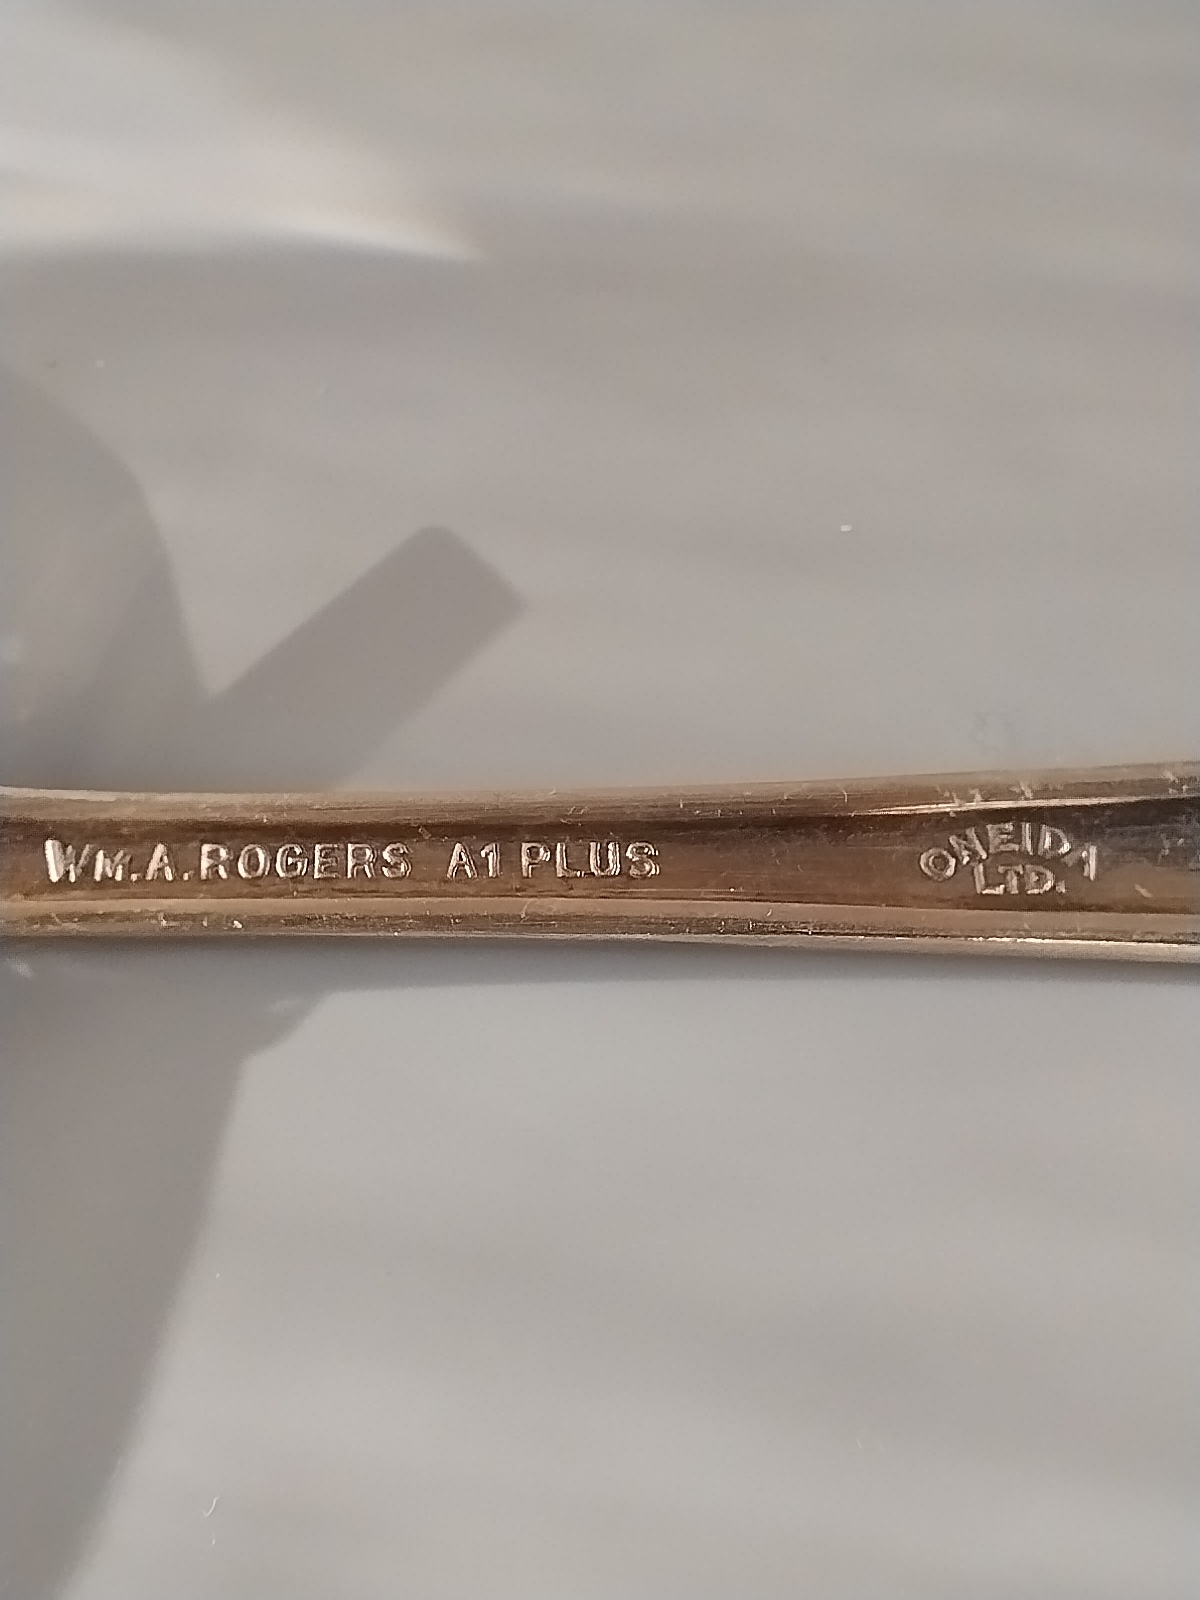 WM.A.ROGERS A1 PLUS
ONEIDA
LTD.